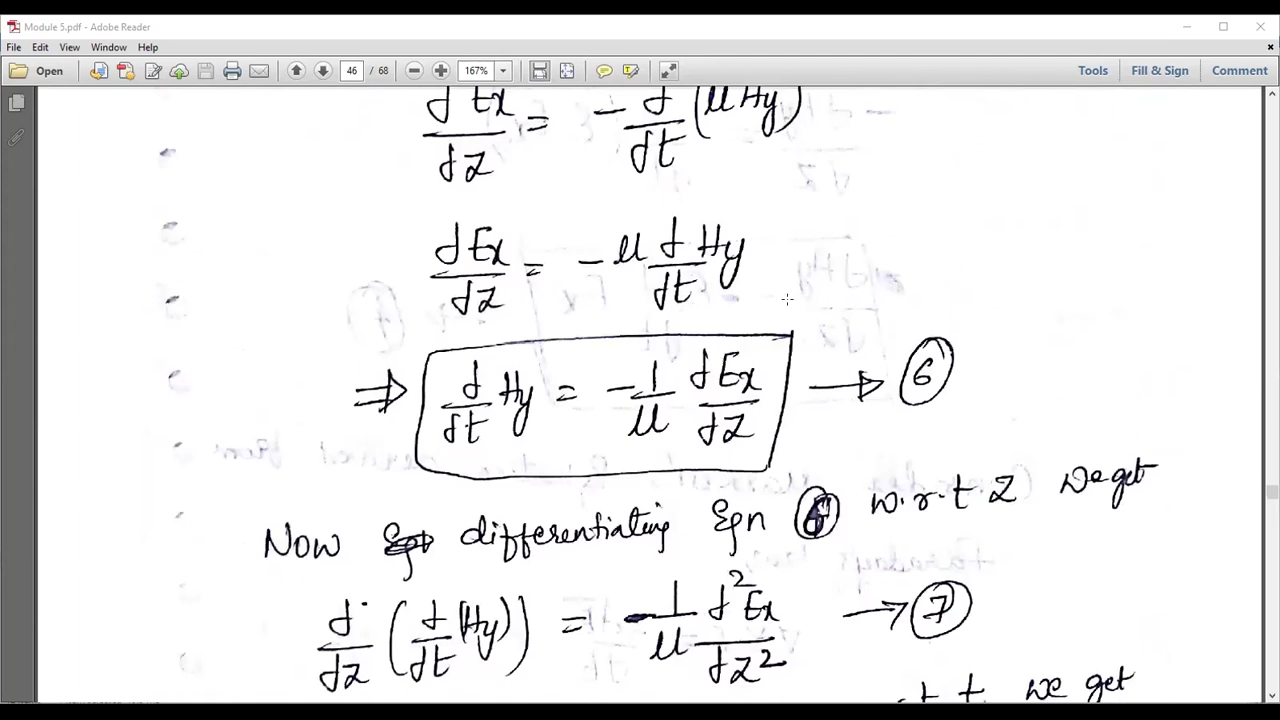 Module 5.pdf - Adobe Reader
File Edit View Window Help
Open 46 / 68 167% Tools Fill & Sign Comment
dEx/dz = - d/dt (μHy)
dEx/dz = - μ d/dt Hy
⇒ d/dt Hy = - 1/μ dEx/dz → 6
Now differentiating Eqn 6 w.r.t z we get
d/dz (d/dt (Hy)) = - 1/μ d²Ex/dz² → 7
t we get